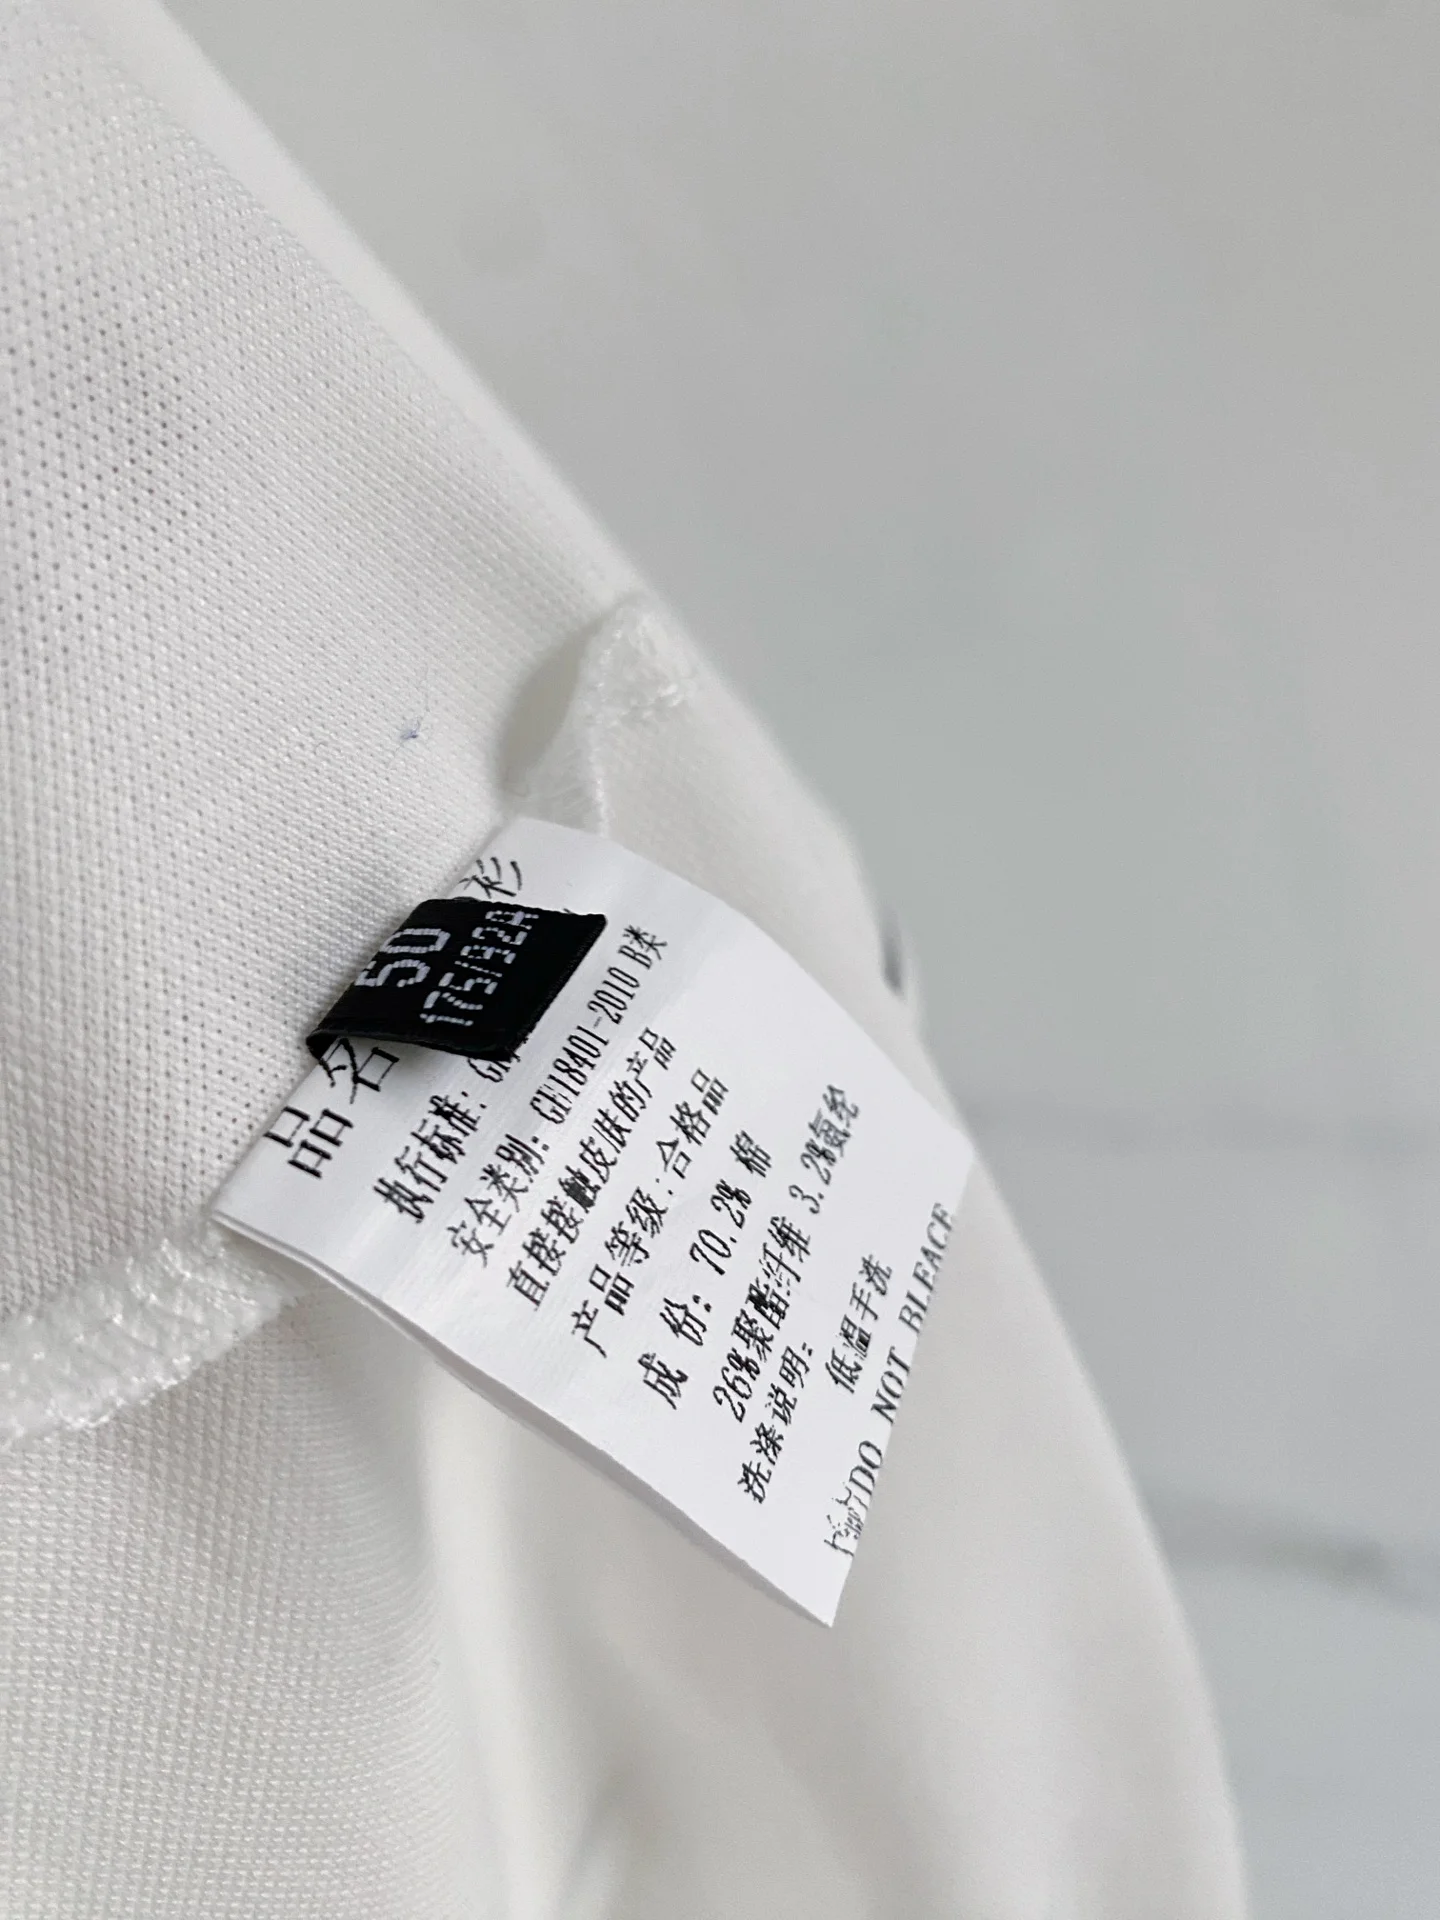 50
175/92A
品名
衫
执行标准：
安全类别：GB18401-2010 B类
直接接触皮肤的产品
产品等级：合格品
成 份：70.2% 棉
26%聚酯纤维 3.2%氨纶
洗涤说明：
低温手洗
DO NOT BLEACE